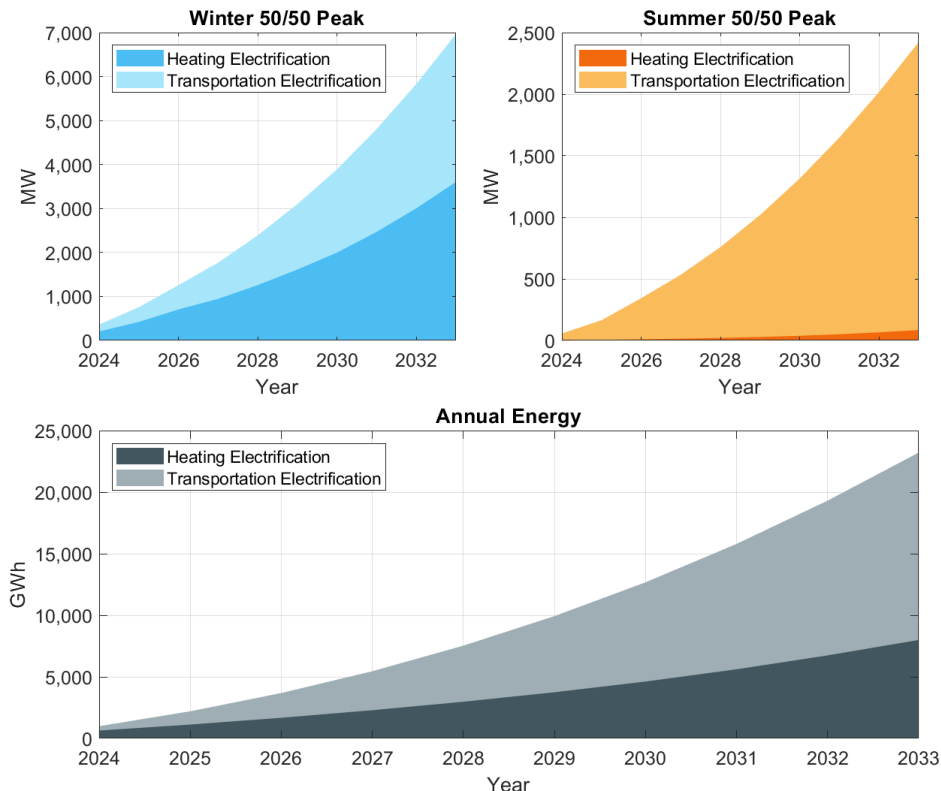 Winter 50/50 Peak
7,000
6,000
5,000
4,000
3,000
2,000
1,000
0
MW
Heating Electrification
Transportation Electrification
2024
2026
2028
2030
2032
Year
Summer 50/50 Peak
2,500
2,000
1,500
1,000
500
0
MW
Heating Electrification
Transportation Electrification
2024
2026
2028
2030
2032
Year
Annual Energy
25,000
20,000
15,000
10,000
5,000
0
GWh
Heating Electrification
Transportation Electrification
2024
2025
2026
2027
2028
2029
2030
2031
2032
2033
Year